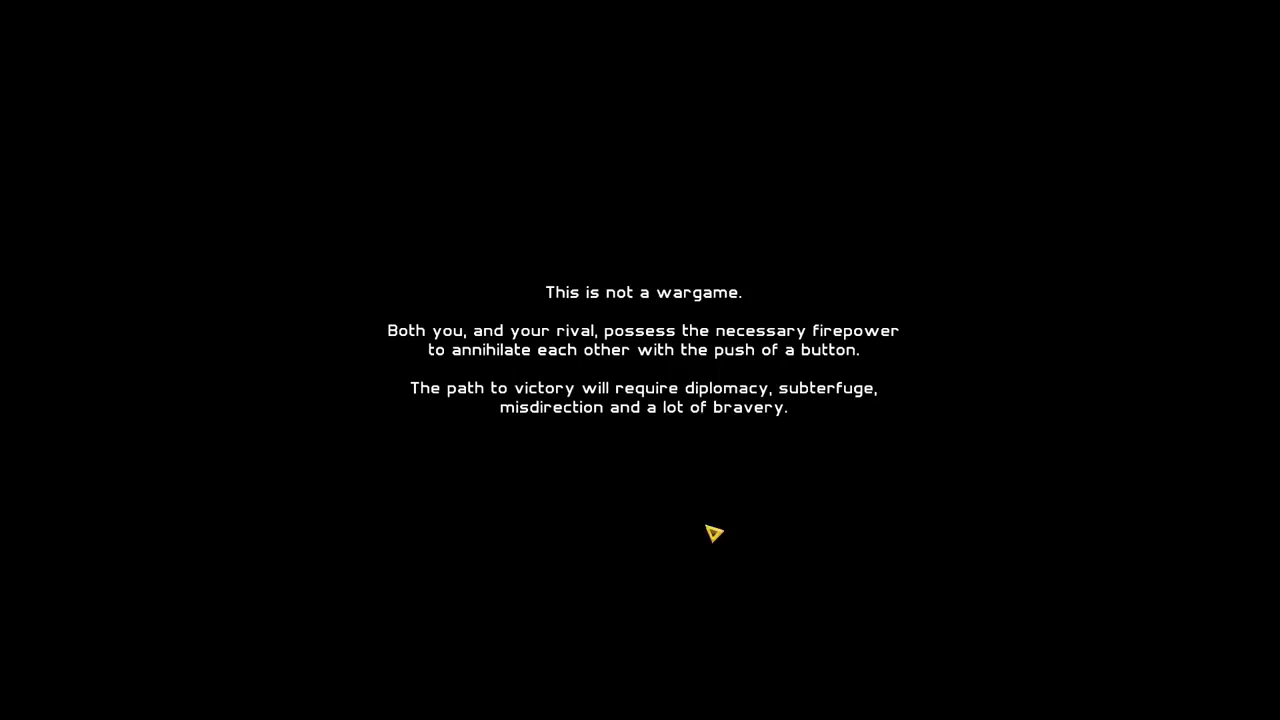 This is not a wargame.
Both you, and your rival, possess the necessary firepower
to annihilate each other with the push of a button.
The path to victory will require diplomacy, subterfuge,
misdirection and a lot of bravery.